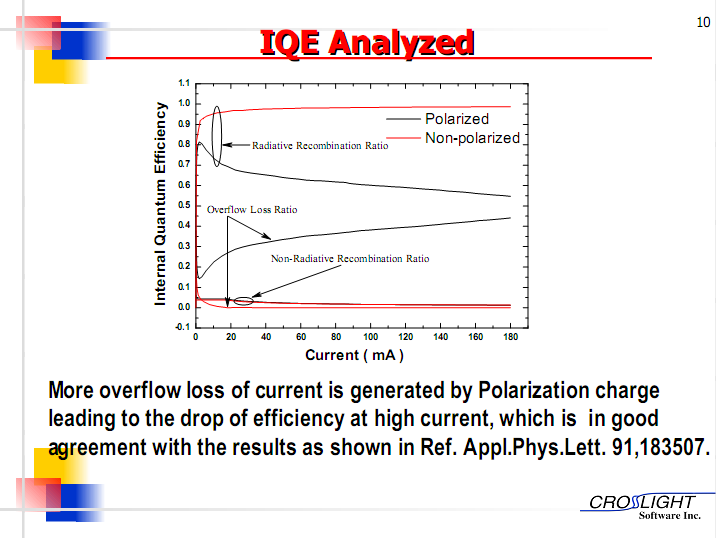 10
IQE Analyzed
1.1
1.0
0.9
0.8
0.7
0.6
0.5
0.4
0.3
0.2
0.1
0.0
-0.1
Internal Quantum Efficiency
Polarized
Non-polarized
Radiative Recombination Ratio
Overflow Loss Ratio
Non-Radiative Recombination Ratio
0 20 40 60 80 100 120 140 160 180
Current ( mA )
More overflow loss of current is generated by Polarization charge
leading to the drop of efficiency at high current, which is in good
agreement with the results as shown in Ref. Appl.Phys.Lett. 91,183507.
CROSSLIGHT
Software Inc.